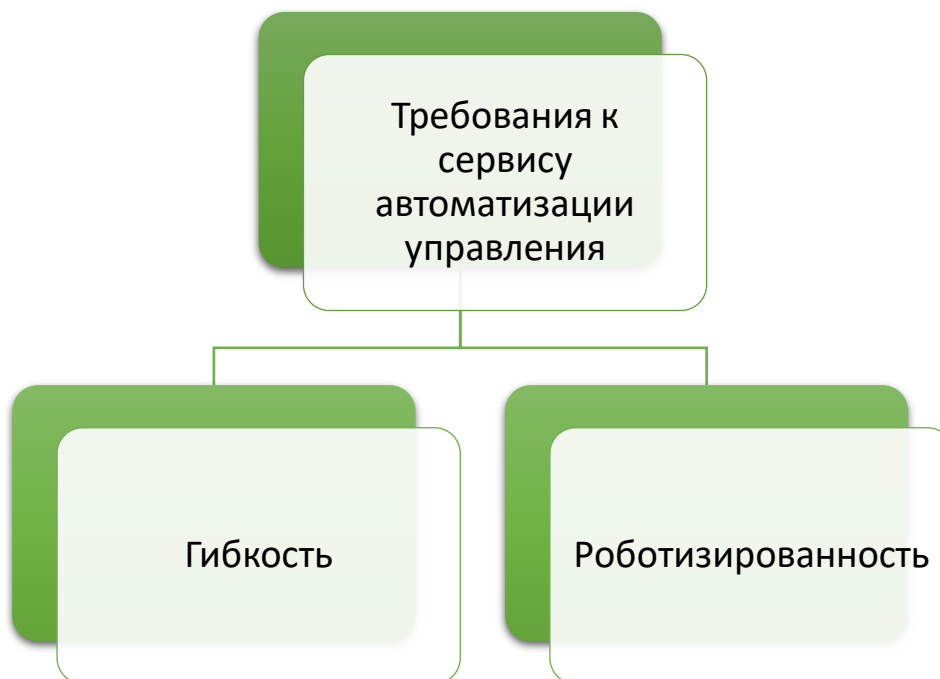 Требования к
сервису
автоматизации
управления
Гибкость
Роботизированность